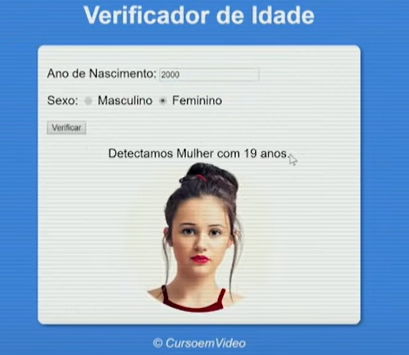 Verificador de Idade
Ano de Nascimento: 2000
Sexo: Masculino Feminino
Verificar
Detectamos Mulher com 19 anos.
© CursoemVideo